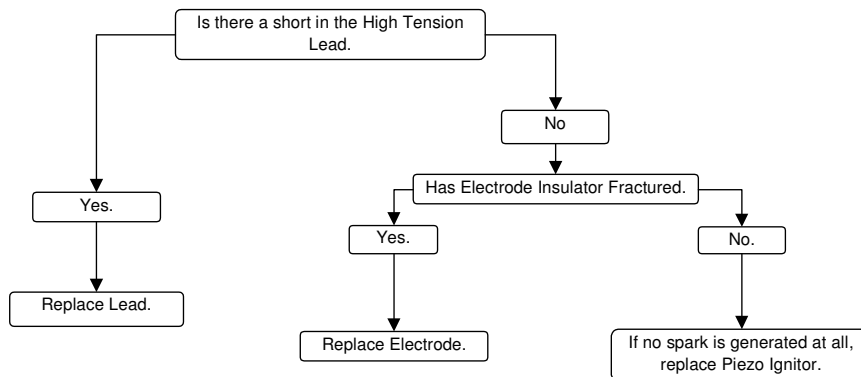 Is there a short in the High Tension
Lead.
No
Has Electrode Insulator Fractured.
Yes.
Yes.
No.
Replace Lead.
Replace Electrode.
If no spark is generated at all,
replace Piezo Ignitor.